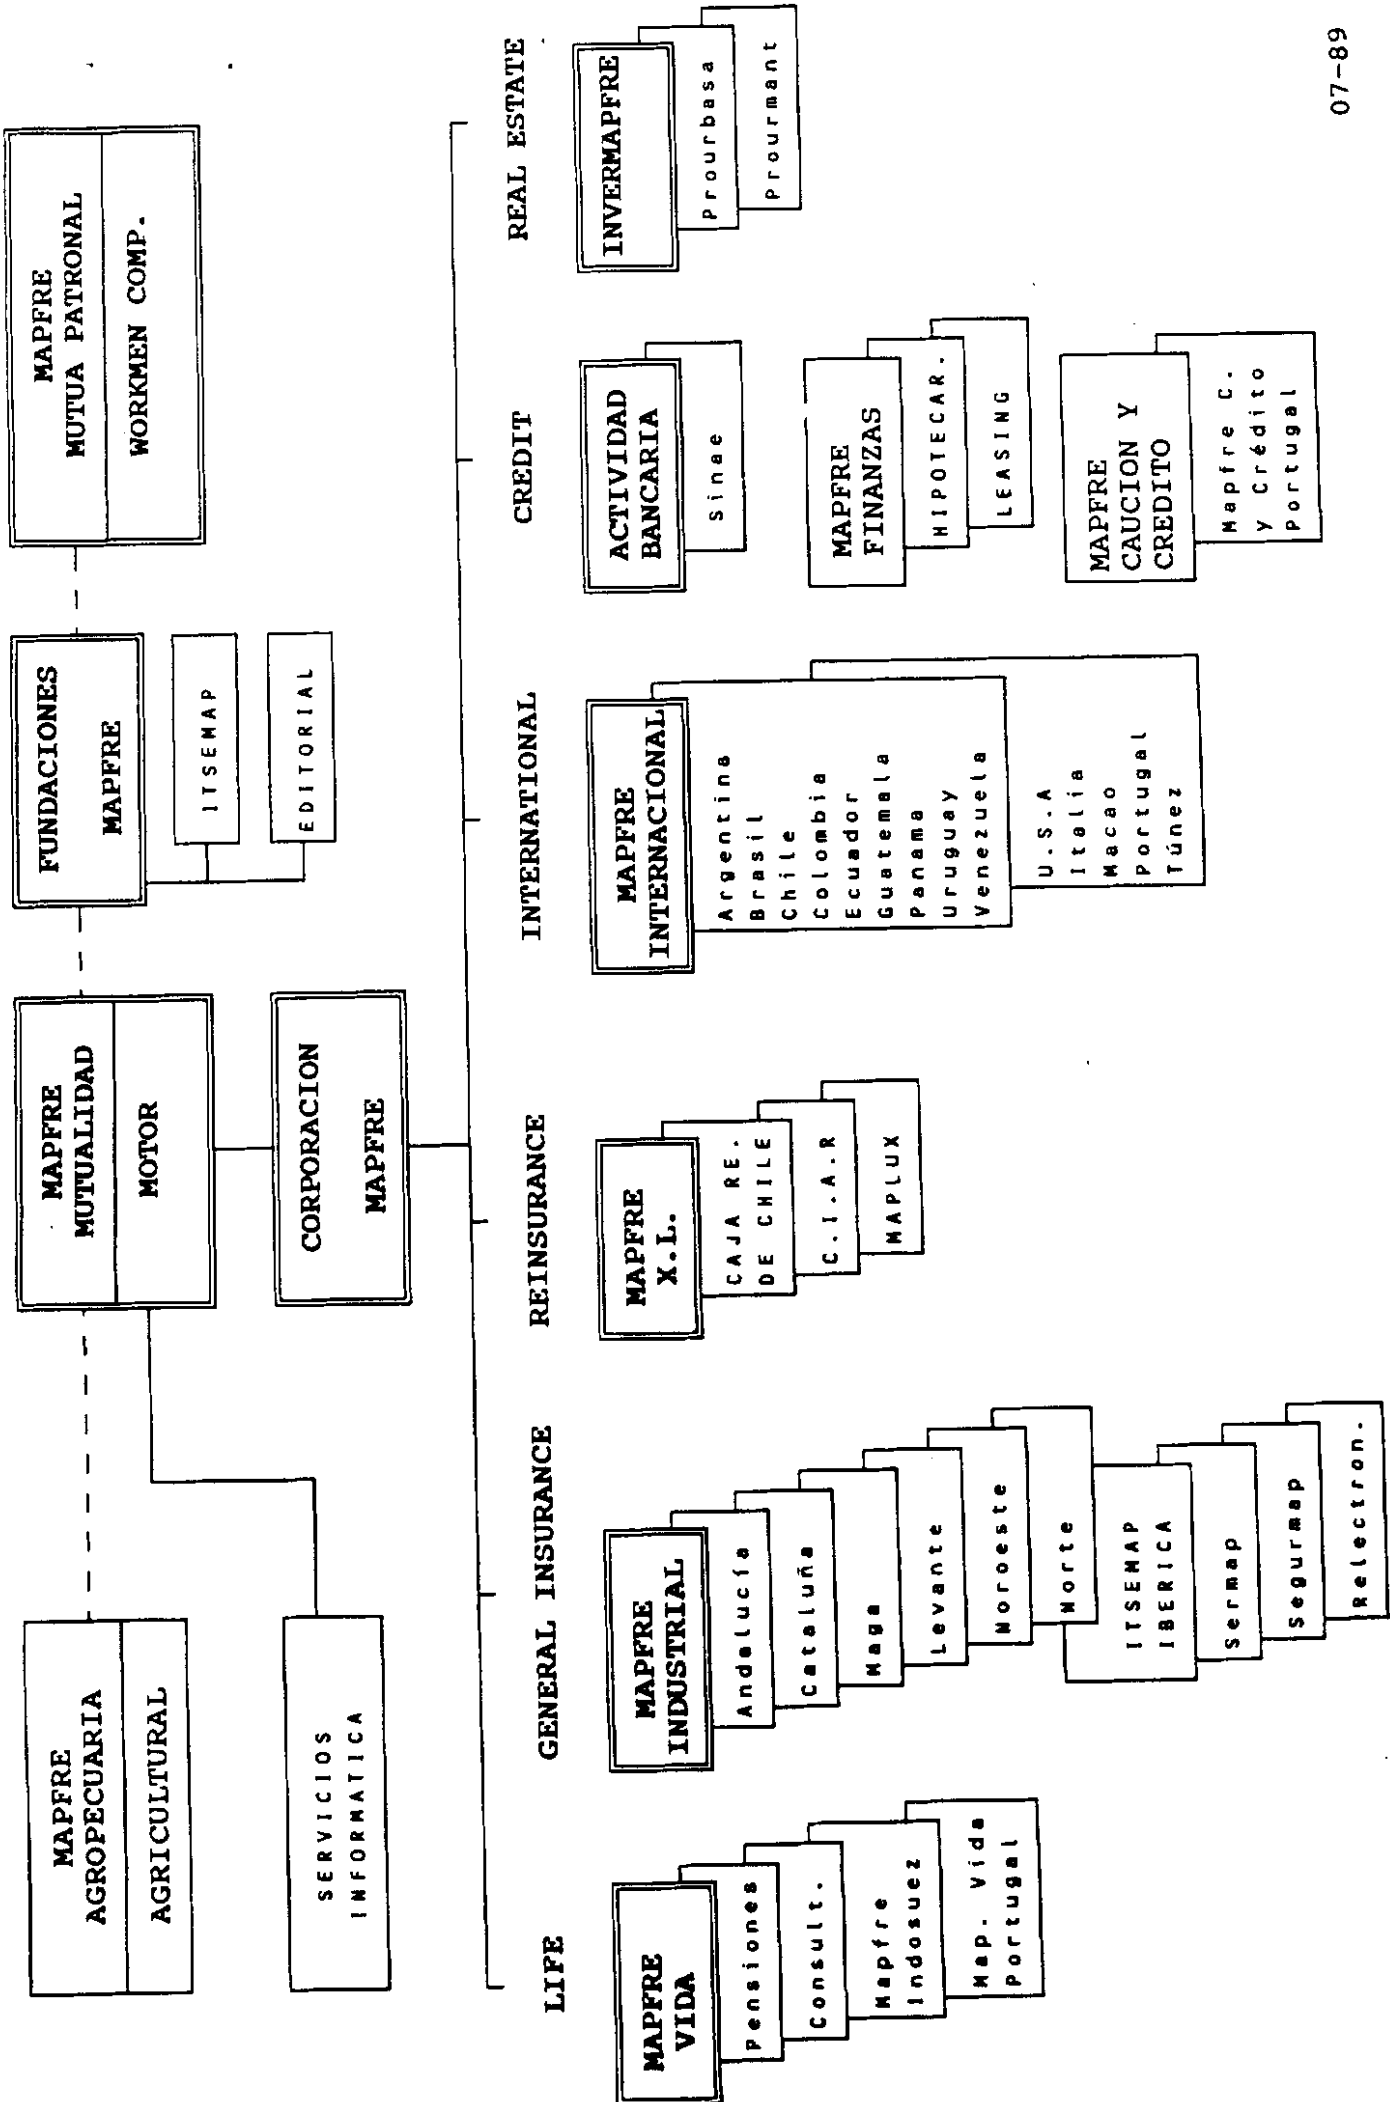 MAPFRE
AGROPECUARIA
AGRICULTURAL
MAPFRE
MUTUALIDAD
MOTOR
FUNDACIONES
MAPFRE
MAPFRE
MUTUA PATRONAL
WORKMEN COMP.
ITSEMAP
EDITORIAL
SERVICIOS
INFORMATICA
CORPORACION
MAPFRE
LIFE
GENERAL INSURANCE
REINSURANCE
INTERNATIONAL
CREDIT
REAL ESTATE
MAPFRE
VIDA
Pensiones
Consult.
Mapfre
Indosuez
Map. Vida
Portugal
MAPFRE
INDUSTRIAL
Andalucía
Cataluña
Maga
Levante
Noroeste
Norte
ITSEMAP
IBERICA
Sermap
Segurmap
Relectron.
MAPFRE
X.L.
CAJA RE.
DE CHILE
C.I.A.R
MAPLUX
MAPFRE
INTERNACIONAL
Argentina
Brasil
Chile
Colombia
Ecuador
Guatemala
Panama
Uruguay
Venezuela
U.S.A
Italia
Macao
Portugal
Túnez
ACTIVIDAD
BANCARIA
Sinae
MAPFRE
FINANZAS
HIPOTECAR.
LEASING
MAPFRE
CAUCION Y
CREDITO
Mapfre C.
y Crédito
Portugal
INVERMAPFRE
Prourbasa
Prourmant
07-89